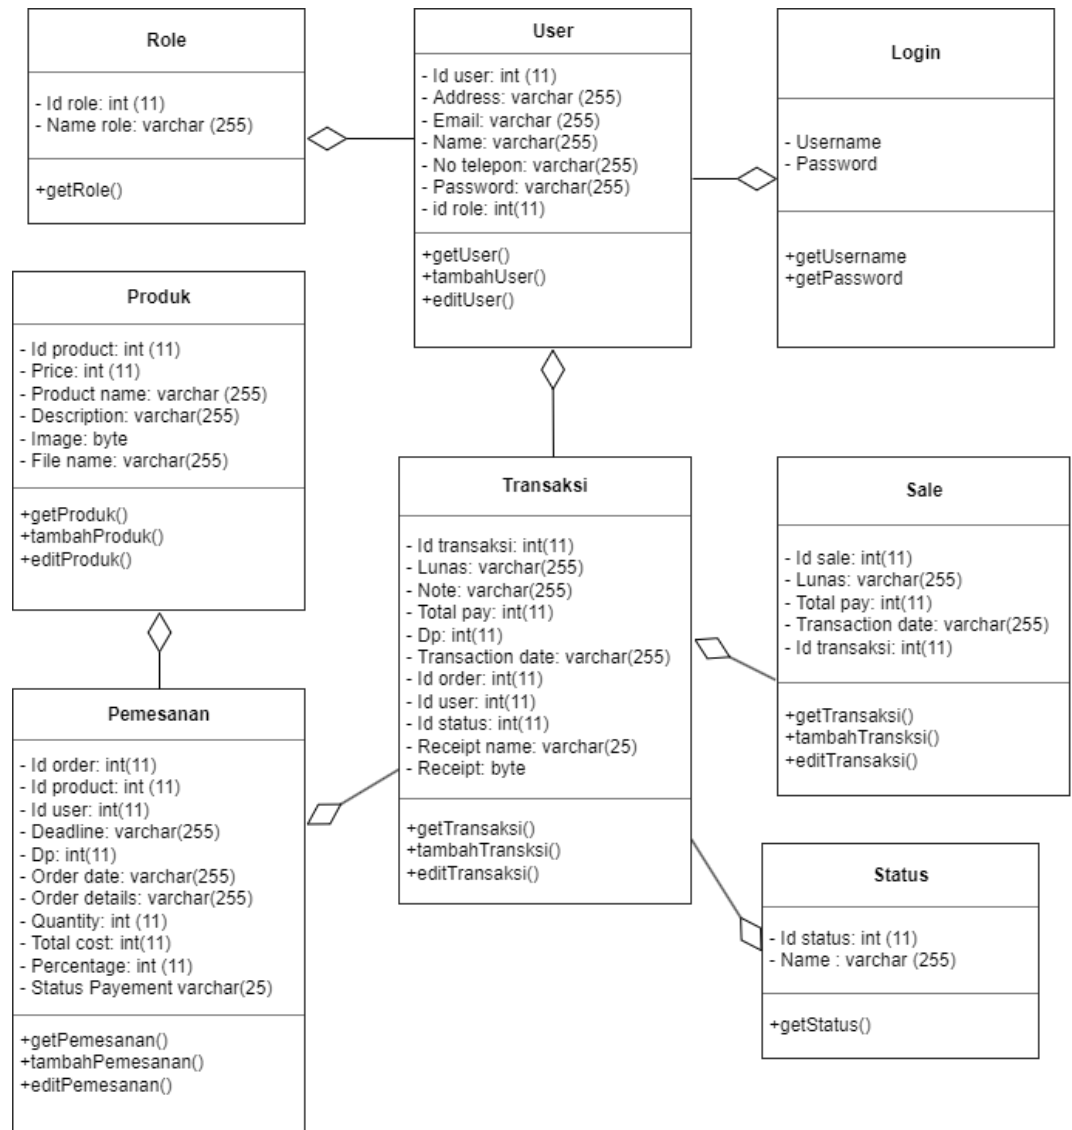 Role
- Id role: int (11)
- Name role: varchar (255)
+getRole()
User
- Id user: int (11)
- Address: varchar (255)
- Email: varchar (255)
- Name: varchar(255)
- No telepon: varchar(255)
- Password: varchar(255)
- id role: int(11)
+getUser()
+tambahUser()
+editUser()
Login
- Username
- Password
+getUsername
+getPassword
Produk
- Id product: int (11)
- Price: int (11)
- Product name: varchar (255)
- Description: varchar(255)
- Image: byte
- File name: varchar(255)
+getProduk()
+tambahProduk()
+editProduk()
Transaksi
- Id transaksi: int(11)
- Lunas: varchar(255)
- Note: varchar(255)
- Total pay: int(11)
- Dp: int(11)
- Transaction date: varchar(255)
- Id order: int(11)
- Id user: int(11)
- Id status: int(11)
- Receipt name: varchar(25)
- Receipt: byte
+getTransaksi()
+tambahTransksi()
+editTransaksi()
Sale
- Id sale: int(11)
- Lunas: varchar(255)
- Total pay: int(11)
- Transaction date: varchar(255)
- Id transaksi: int(11)
+getTransaksi()
+tambahTransksi()
+editTransaksi()
Pemesanan
- Id order: int(11)
- Id product: int (11)
- Id user: int(11)
- Deadline: varchar(255)
- Dp: int(11)
- Order date: varchar(255)
- Order details: varchar(255)
- Quantity: int (11)
- Total cost: int(11)
- Percentage: int (11)
- Status Payement varchar(25)
+getPemesanan()
+tambahPemesanan()
+editPemesanan()
Status
- Id status: int (11)
- Name : varchar (255)
+getStatus()